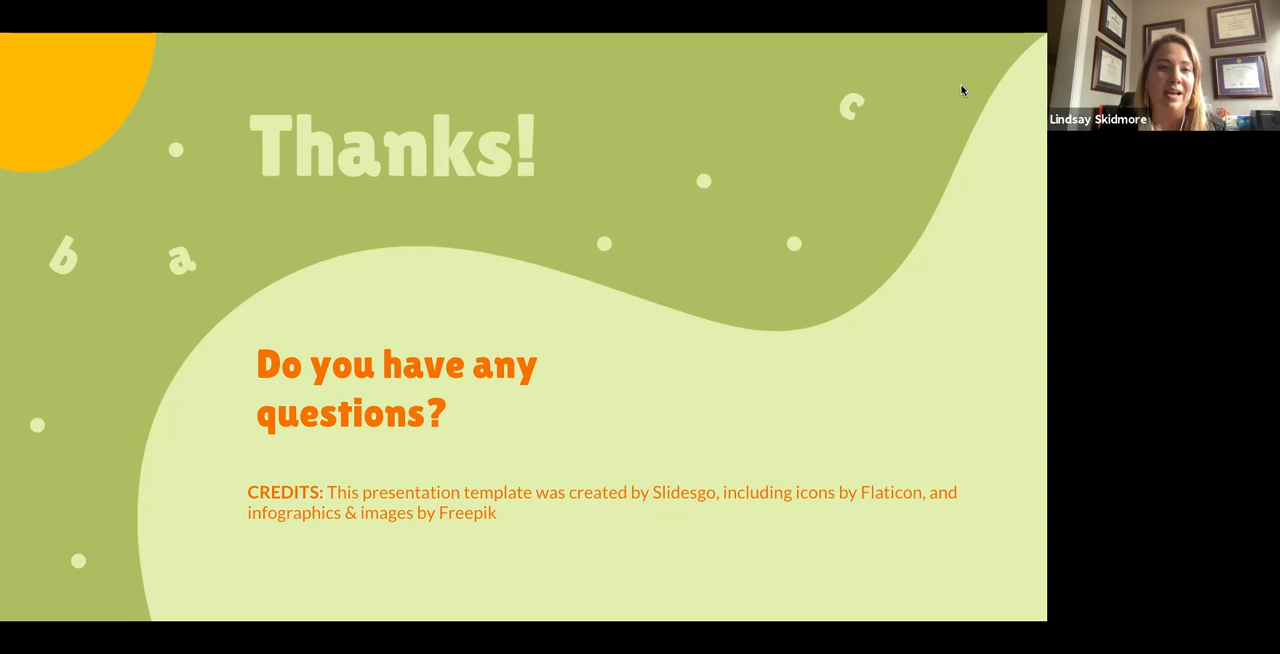 Thanks!
c
b
a
Do you have any
questions?
CREDITS: This presentation template was created by Slidesgo, including icons by Flaticon, and
infographics & images by Freepik
Lindsay Skidmore